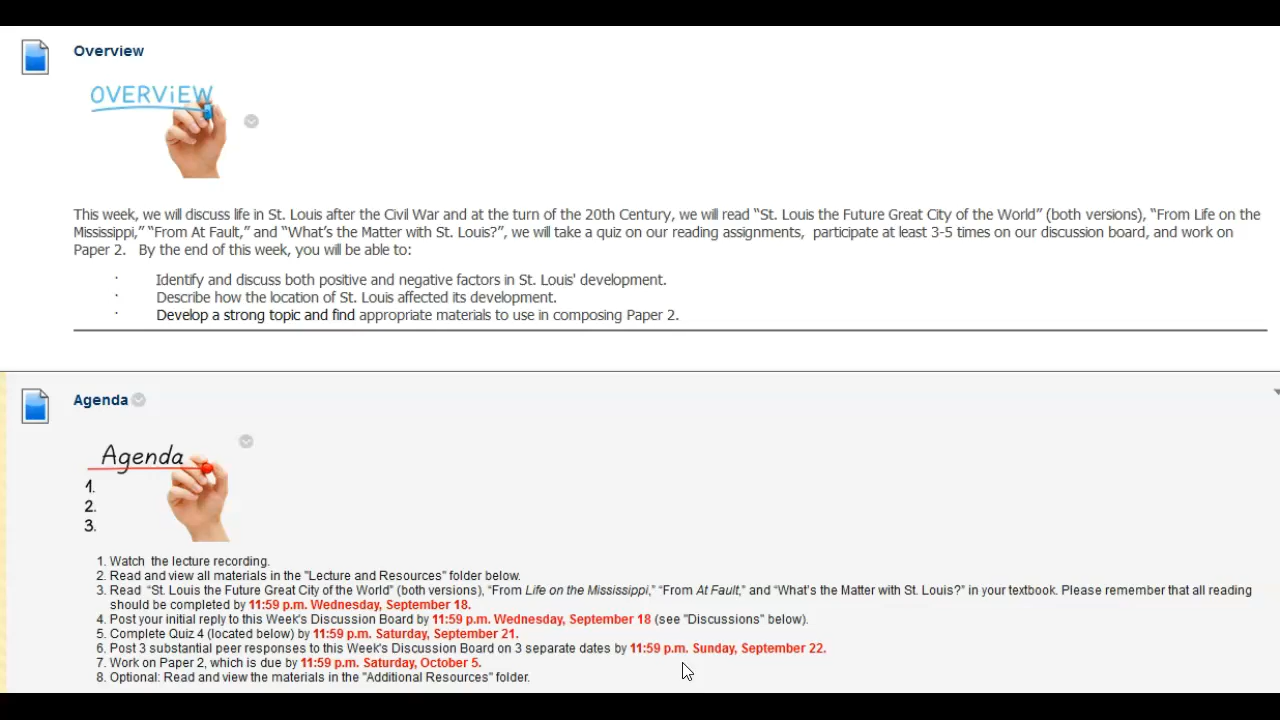 Overview
OVERViEW
This week, we will discuss life in St. Louis after the Civil War and at the turn of the 20th Century, we will read “St. Louis the Future Great City of the World” (both versions), “From Life on the
Mississippi,” “From At Fault,” and “What’s the Matter with St. Louis?”, we will take a quiz on our reading assignments,  participate at least 3-5 times on our discussion board, and work on
Paper 2.   By the end of this week, you will be able to:
· Identify and discuss both positive and negative factors in St. Louis' development.
· Describe how the location of St. Louis affected its development.
· Develop a strong topic and find appropriate materials to use in composing Paper 2.
Agenda
Agenda
1.
2.
3.
1. Watch  the lecture recording.
2. Read and view all materials in the "Lecture and Resources" folder below.
3. Read  “St. Louis the Future Great City of the World” (both versions), “From Life on the Mississippi,” “From At Fault,” and “What’s the Matter with St. Louis?” in your textbook. Please remember that all reading
should be completed by 11:59 p.m. Wednesday, September 18.
4. Post your initial reply to this Week's Discussion Board by 11:59 p.m. Wednesday, September 18 (see "Discussions" below).
5. Complete Quiz 4 (located below) by 11:59 p.m. Saturday, September 21.
6. Post 3 substantial peer responses to this Week's Discussion Board on 3 separate dates by 11:59 p.m. Sunday, September 22.
7. Work on Paper 2, which is due by 11:59 p.m. Saturday, October 5.
8. Optional: Read and view the materials in the "Additional Resources" folder.